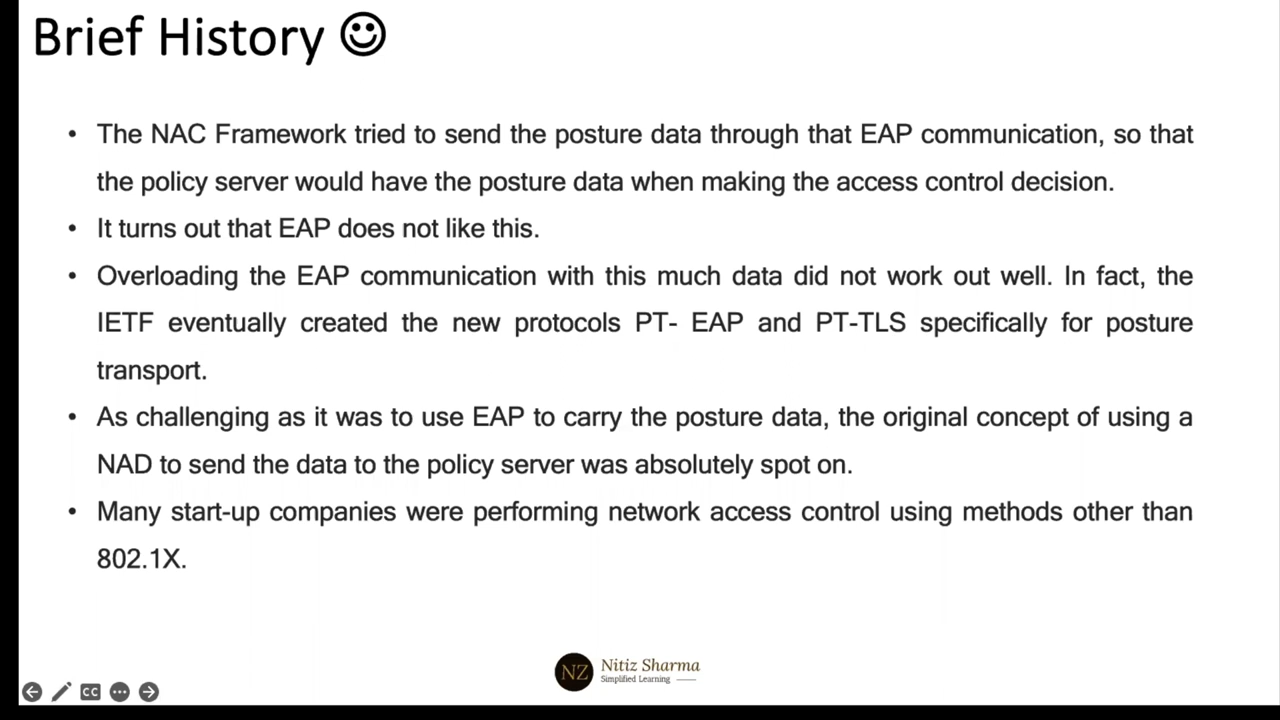 Brief History ☺
• The NAC Framework tried to send the posture data through that EAP communication, so that
the policy server would have the posture data when making the access control decision.
• It turns out that EAP does not like this.
• Overloading the EAP communication with this much data did not work out well. In fact, the
IETF eventually created the new protocols PT- EAP and PT-TLS specifically for posture
transport.
• As challenging as it was to use EAP to carry the posture data, the original concept of using a
NAD to send the data to the policy server was absolutely spot on.
• Many start-up companies were performing network access control using methods other than
802.1X.
NZ
Nitiz Sharma
Simplified Learning
CC